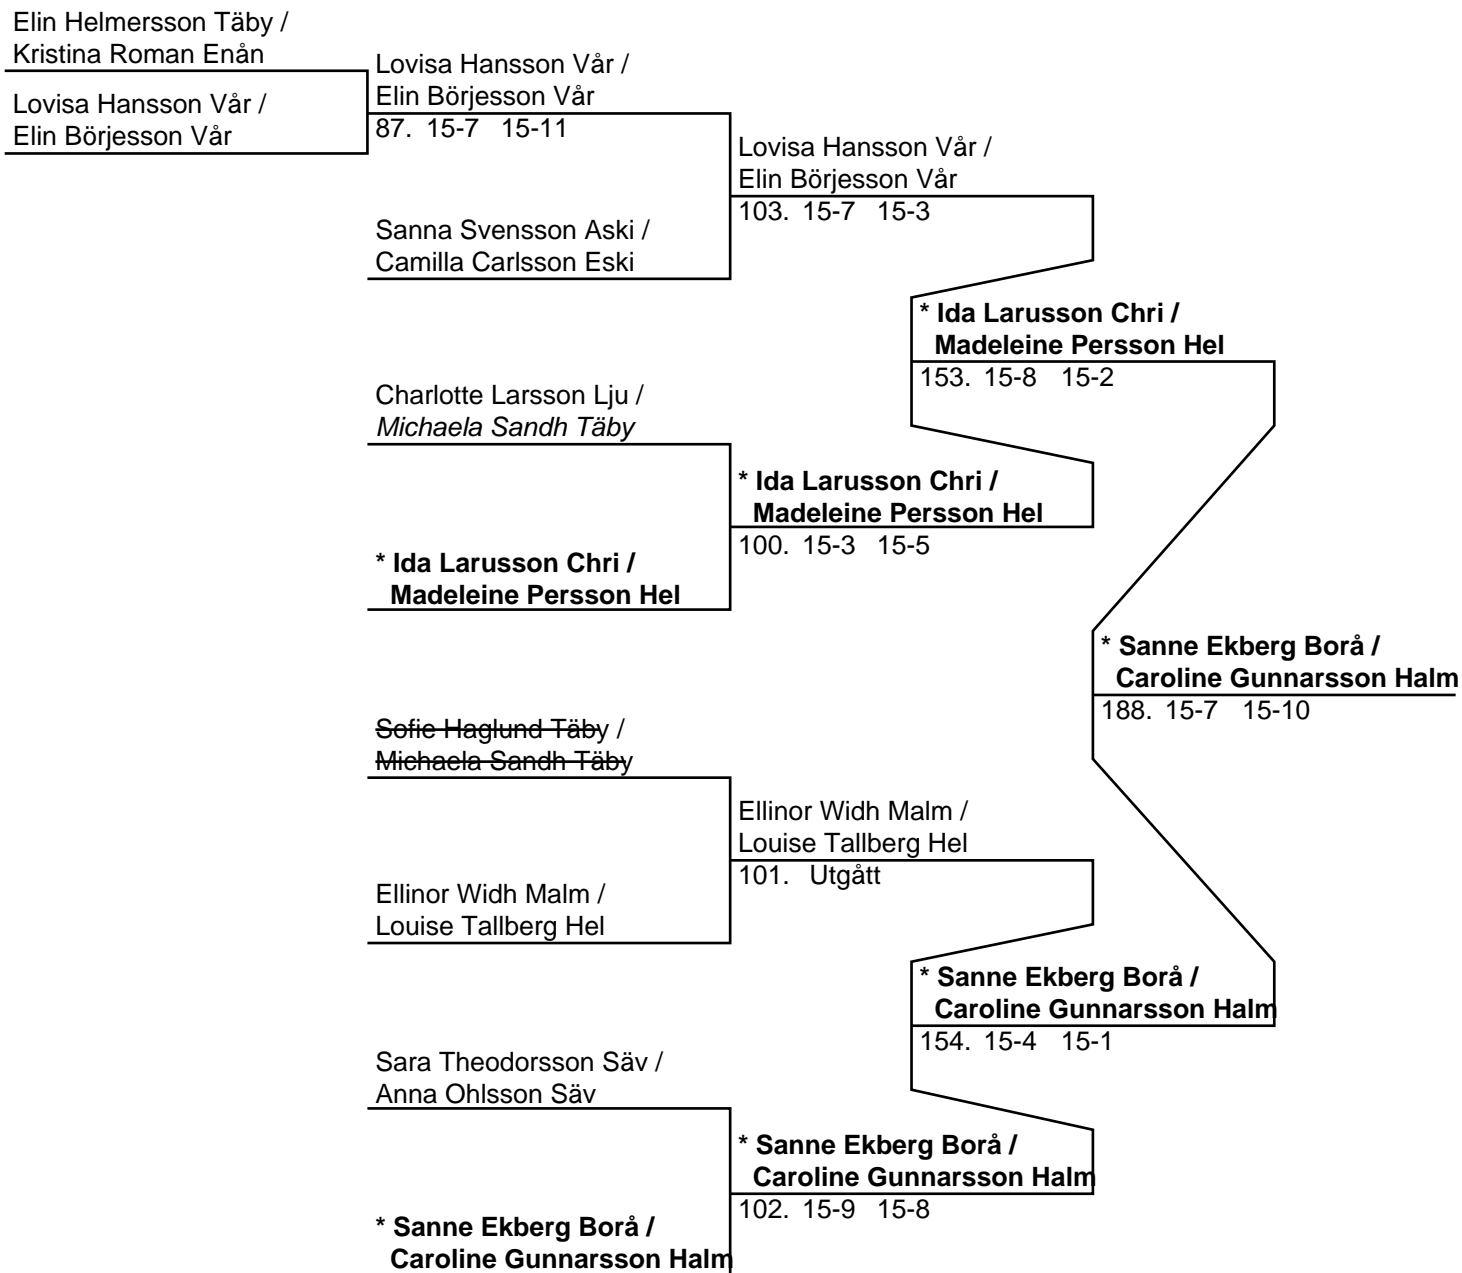 Elin Helmersson Täby /
Kristina Roman Enån
Lovisa Hansson Vår /
Elin Börjesson Vår
Lovisa Hansson Vår /
Elin Börjesson Vår
87. 15-7 15-11
Sanna Svensson Aski /
Camilla Carlsson Eski
Lovisa Hansson Vår /
Elin Börjesson Vår
103. 15-7 15-3
* Ida Larusson Chri /
Madeleine Persson Hel
153. 15-8 15-2
Charlotte Larsson Lju /
Michaela Sandh Täby
* Ida Larusson Chri /
Madeleine Persson Hel
100. 15-3 15-5
* Ida Larusson Chri /
Madeleine Persson Hel
* Sanne Ekberg Borå /
Caroline Gunnarsson Halm
188. 15-7 15-10
Sofie Haglund Täby /
Michaela Sandh Täby
Ellinor Widh Malm /
Louise Tallberg Hel
101. Utgått
Ellinor Widh Malm /
Louise Tallberg Hel
* Sanne Ekberg Borå /
Caroline Gunnarsson Halm
154. 15-4 15-1
Sara Theodorsson Säv /
Anna Ohlsson Säv
* Sanne Ekberg Borå /
Caroline Gunnarsson Halm
102. 15-9 15-8
* Sanne Ekberg Borå /
Caroline Gunnarsson Halm